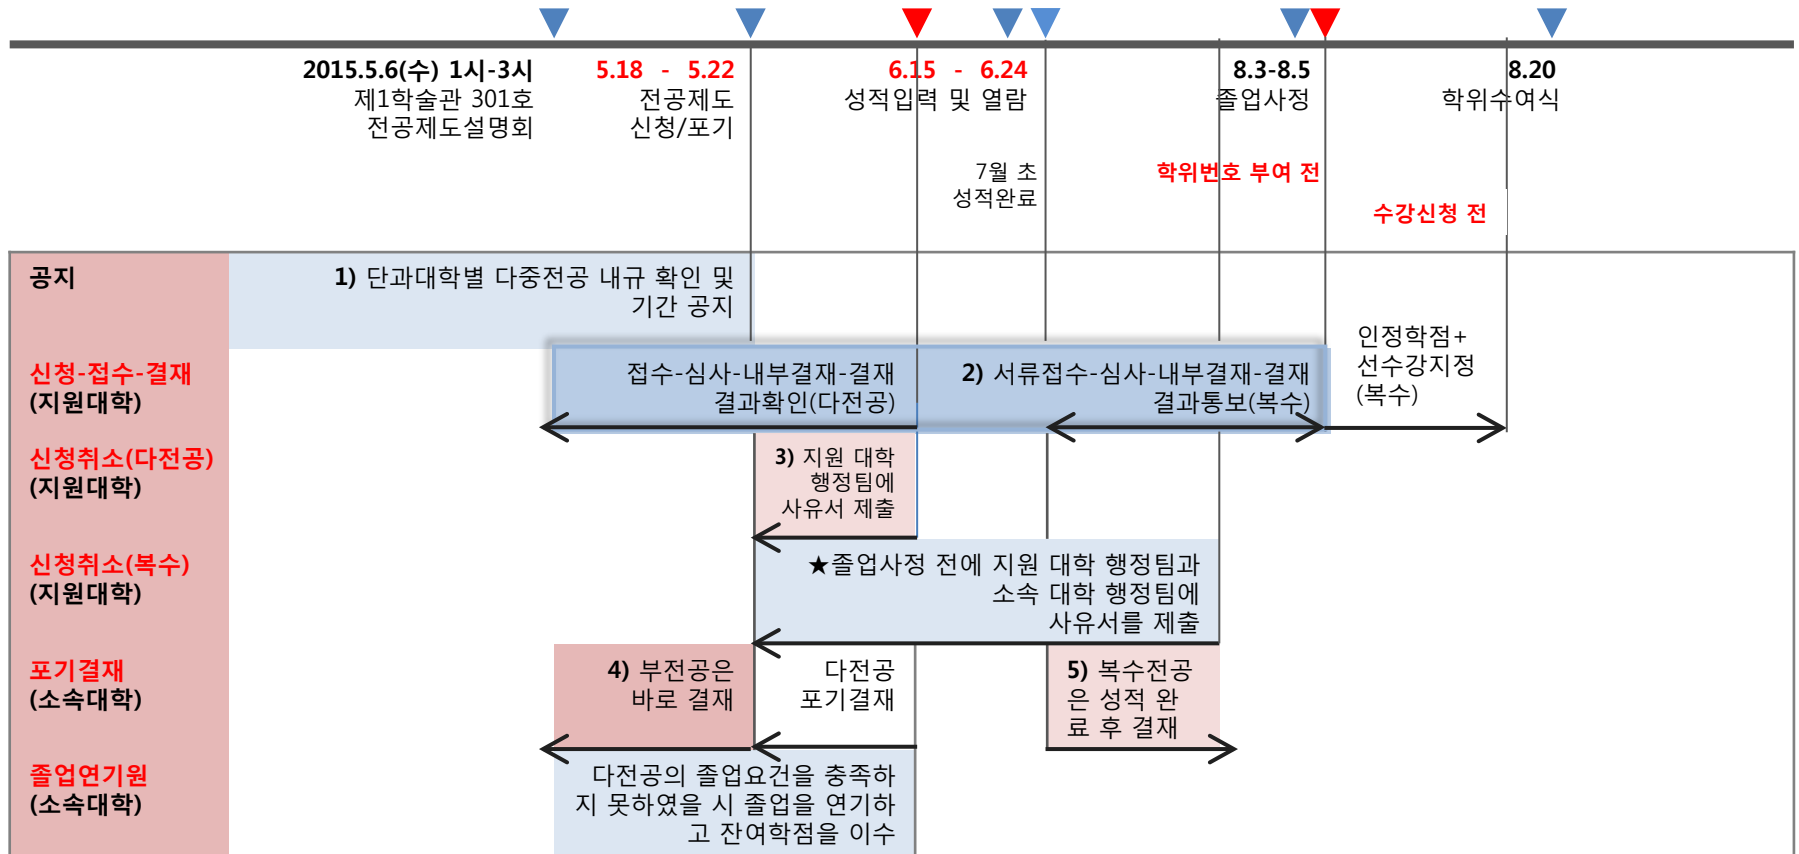 2015.5.6(수) 1시-3시
제1학술관 301호
전공제도설명회
5.18 - 5.22
전공제도
신청/포기
6.15 - 6.24
성적입력 및 열람
7월 초
성적완료
8.3-8.5
졸업사정
학위번호 부여 전
8.20
학위수여식
수강신청 전
공지
1) 단과대학별 다중전공 내규 확인 및
기간 공지
신청-접수-결재
(지원대학)
접수-심사-내부결재-결재
결과확인(다전공)
2) 서류접수-심사-내부결재-결재
결과통보(복수)
인정학점+
선수강지정
(복수)
신청취소(다전공)
(지원대학)
3) 지원 대학
행정팀에
사유서 제출
신청취소(복수)
(지원대학)
★졸업사정 전에 지원 대학 행정팀과
소속 대학 행정팀에
사유서를 제출
포기결재
(소속대학)
4) 부전공은
바로 결재
다전공
포기결재
5) 복수전공
은 성적 완
료 후 결재
졸업연기원
(소속대학)
다전공의 졸업요건을 충족하
지 못하였을 시 졸업을 연기하
고 잔여학점을 이수